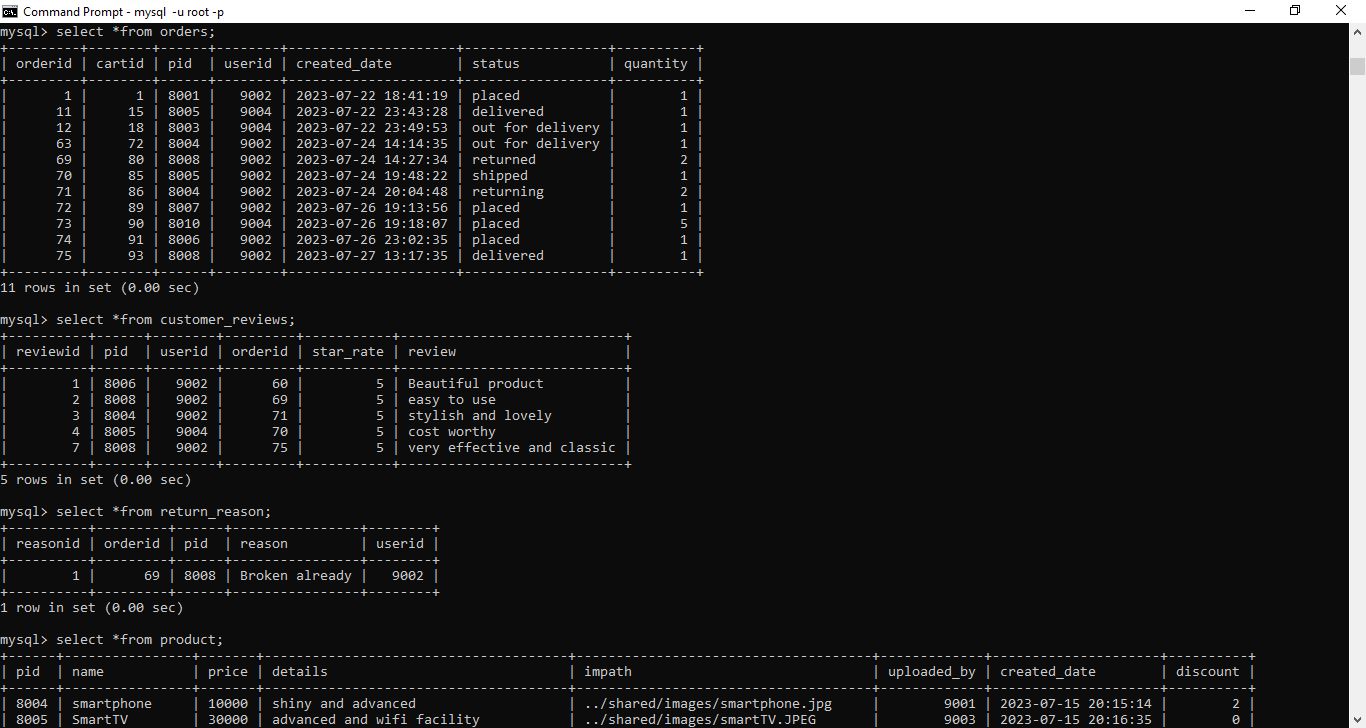 Command Prompt - mysql -u root -p
mysql> select *from orders;
+---------+--------+------+--------+---------------------+------------------+----------+
| orderid | cartid | pid  | userid | created_date        | status           | quantity |
+---------+--------+------+--------+---------------------+------------------+----------+
|       1 |      1 | 8001 |   9002 | 2023-07-22 18:41:19 | placed           |        1 |
|      11 |     15 | 8005 |   9004 | 2023-07-22 23:43:28 | delivered        |        1 |
|      12 |     18 | 8003 |   9004 | 2023-07-22 23:49:53 | out for delivery |        1 |
|      63 |     72 | 8004 |   9002 | 2023-07-24 14:14:35 | out for delivery |        1 |
|      69 |     80 | 8008 |   9002 | 2023-07-24 14:27:34 | returned         |        2 |
|      70 |     85 | 8005 |   9002 | 2023-07-24 19:48:22 | shipped          |        1 |
|      71 |     86 | 8004 |   9002 | 2023-07-24 20:04:48 | returning        |        2 |
|      72 |     89 | 8007 |   9002 | 2023-07-26 19:13:56 | placed           |        1 |
|      73 |     90 | 8010 |   9004 | 2023-07-26 19:18:07 | placed           |        5 |
|      74 |     91 | 8006 |   9002 | 2023-07-26 23:02:35 | placed           |        1 |
|      75 |     93 | 8008 |   9002 | 2023-07-27 13:17:35 | delivered        |        1 |
+---------+--------+------+--------+---------------------+------------------+----------+
11 rows in set (0.00 sec)
mysql> select *from customer_reviews;
+----------+------+--------+---------+-----------+----------------------------+
| reviewid | pid  | userid | orderid | star_rate | review                     |
+----------+------+--------+---------+-----------+----------------------------+
|        1 | 8006 |   9002 |      60 |         5 | Beautiful product          |
|        2 | 8008 |   9002 |      69 |         5 | easy to use                |
|        3 | 8004 |   9002 |      71 |         5 | stylish and lovely         |
|        4 | 8005 |   9004 |      70 |         5 | cost worthy                |
|        7 | 8008 |   9002 |      75 |         5 | very effective and classic |
+----------+------+--------+---------+-----------+----------------------------+
5 rows in set (0.00 sec)
mysql> select *from return_reason;
+----------+---------+------+----------------+--------+
| reasonid | orderid | pid  | reason         | userid |
+----------+---------+------+----------------+--------+
|        1 |      69 | 8008 | Broken already |   9002 |
+----------+---------+------+----------------+--------+
1 row in set (0.00 sec)
mysql> select *from product;
+------+----------------+-------+--------------------------------------+-------------------------------------+-------------+---------------------+----------+
| pid  | name           | price | details                              | impath                              | uploaded_by | created_date        | discount |
+------+----------------+-------+--------------------------------------+-------------------------------------+-------------+---------------------+----------+
| 8004 | smartphone     | 10000 | shiny and advanced                   | ../shared/images/smartphone.jpg     |        9001 | 2023-07-15 20:15:14 |        2 |
| 8005 | SmartTV        | 30000 | advanced and wifi facility           | ../shared/images/smartTV.JPEG       |        9003 | 2023-07-15 20:16:35 |        0 |